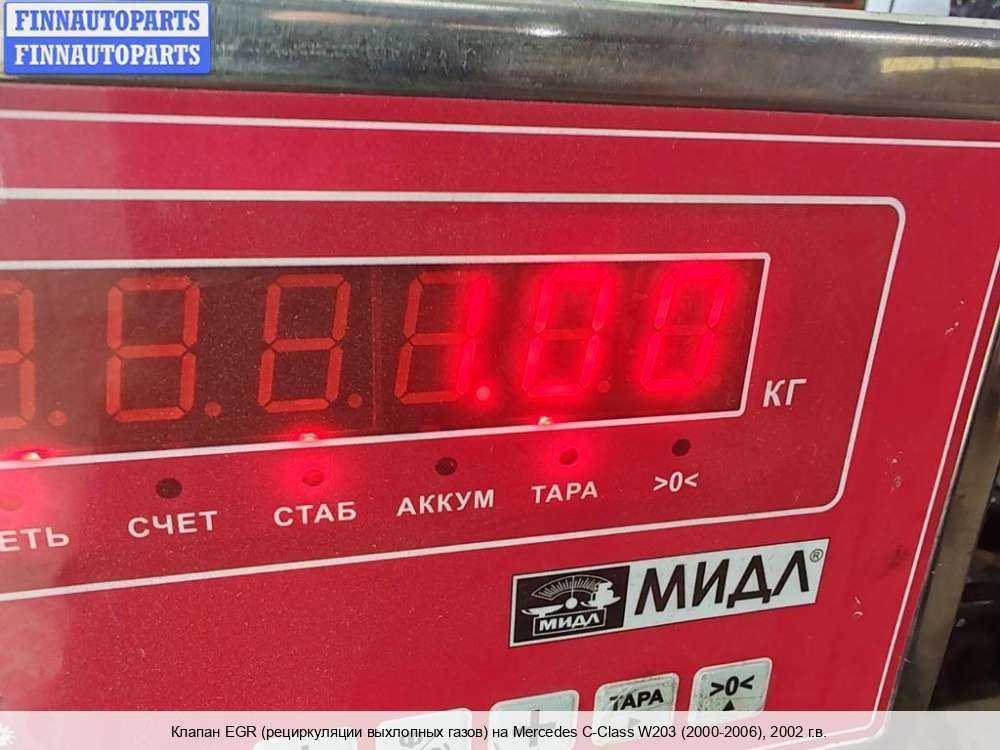 FINNAUTOPARTS
FINNAUTOPARTS
1.00
КГ
ЕТЬ СЧЕТ СТАБ АККУМ ТАРА >0<
МИДЛ МИДЛ®
ТАРА >0<
Клапан EGR (рециркуляции выхлопных газов) на Mercedes C-Class W203 (2000-2006), 2002 г.в.